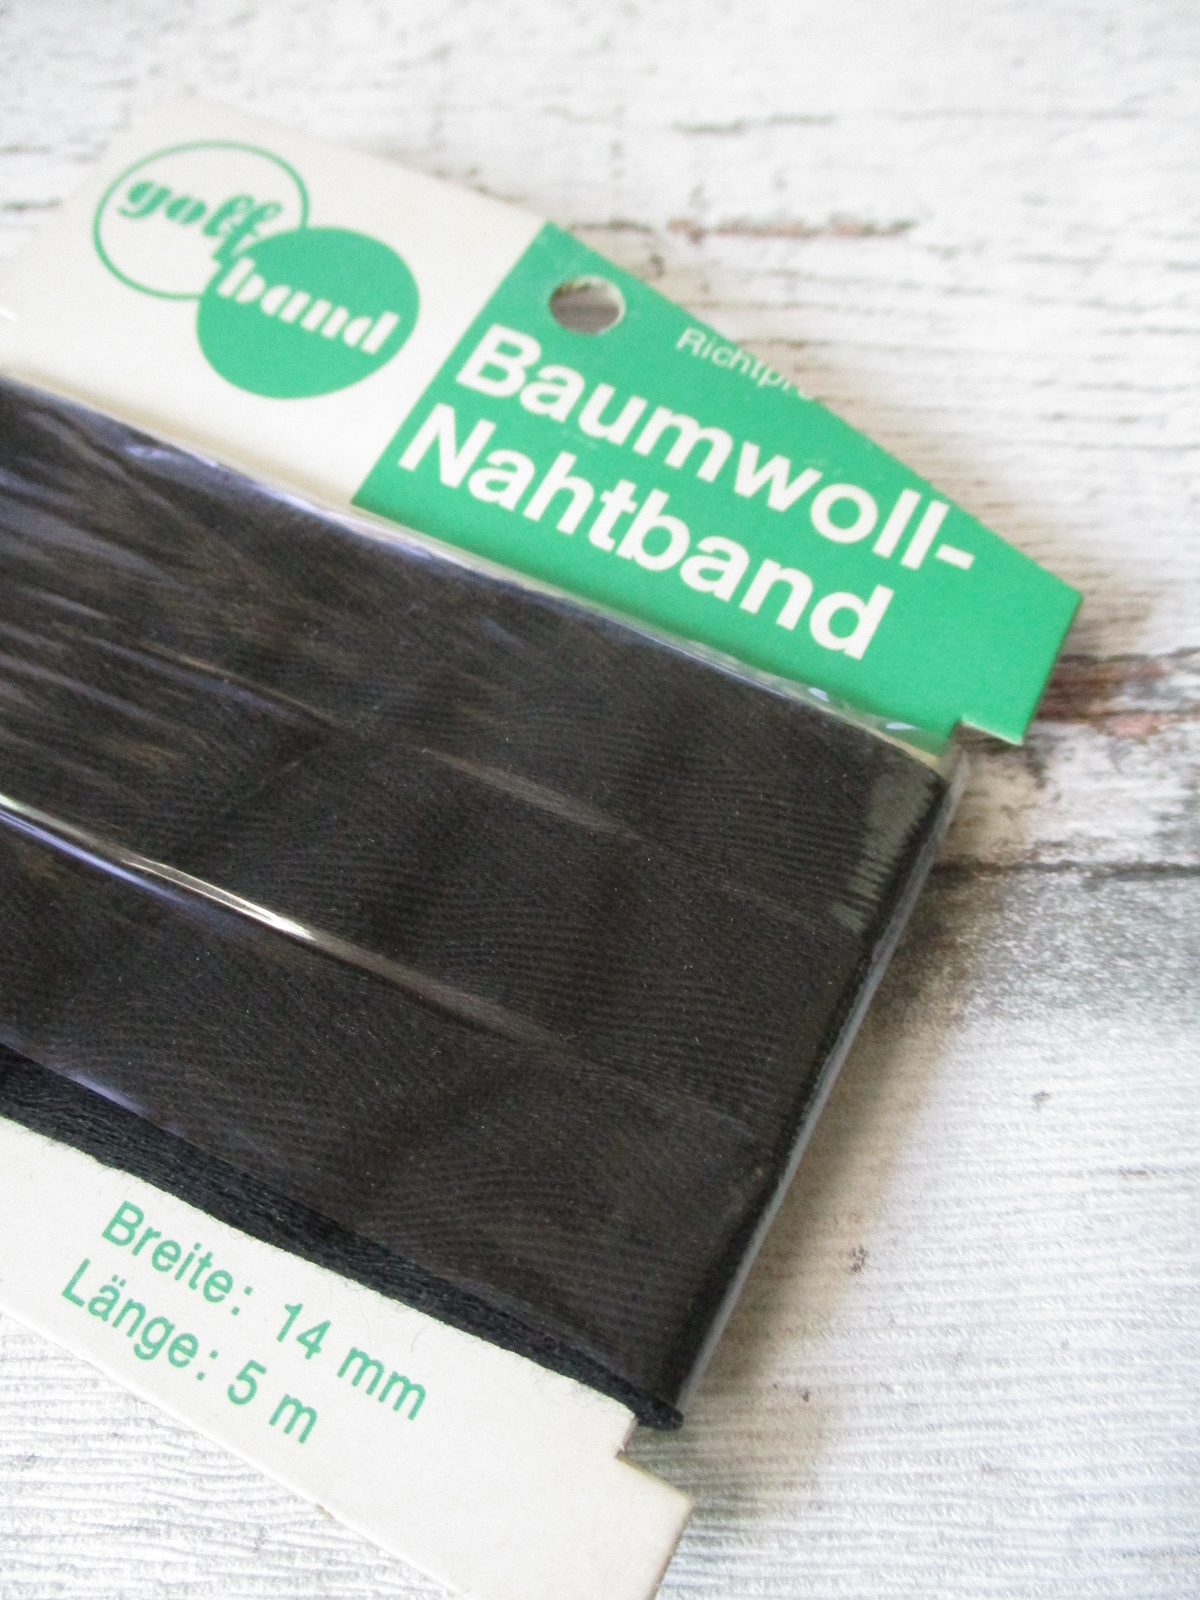 golf
band
Baumwoll-
Nahtband
Breite: 14 mm
Länge: 5 m